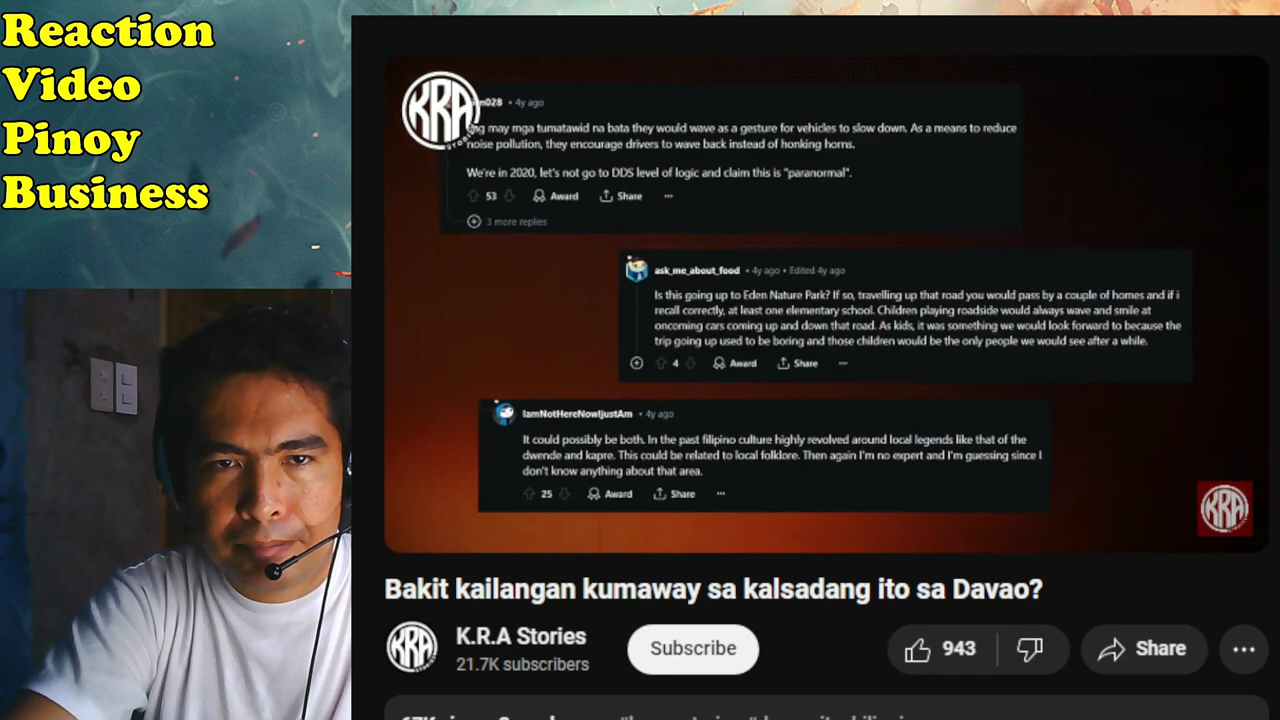 Reaction
Video
Pinoy
Business
KRA
• 4y ago
may mga tumatawid na bata they would wave as a gesture for vehicles to slow down. As a means to reduce
noise pollution, they encourage drivers to wave back instead of honking horns.
We're in 2020, let's not go to DDS level of logic and claim this is "paranormal".
53 Award Share ...
3 more replies
ask_me_about_food • 4y ago • Edited 4y ago
Is this going up to Eden Nature Park? If so, travelling up that road you would pass by a couple of homes and if i
recall correctly, at least one elementary school. Children playing roadside would always wave and smile at
oncoming cars coming up and down that road. As kids, it was something we would look forward to because the
trip going up used to be boring and those children would be the only people we would see after a while.
4 Award Share ...
IamNotHereNowIjustAm • 4y ago
It could possibly be both. In the past filipino culture highly revolved around local legends like that of the
dwende and kapre. This could be related to local folklore. Then again I'm no expert and I'm guessing since I
don't know anything about that area.
25 Award Share ...
KRA
Bakit kailangan kumaway sa kalsadang ito sa Davao?
KRA
K.R.A Stories
21.7K subscribers
Subscribe
943
Share
...